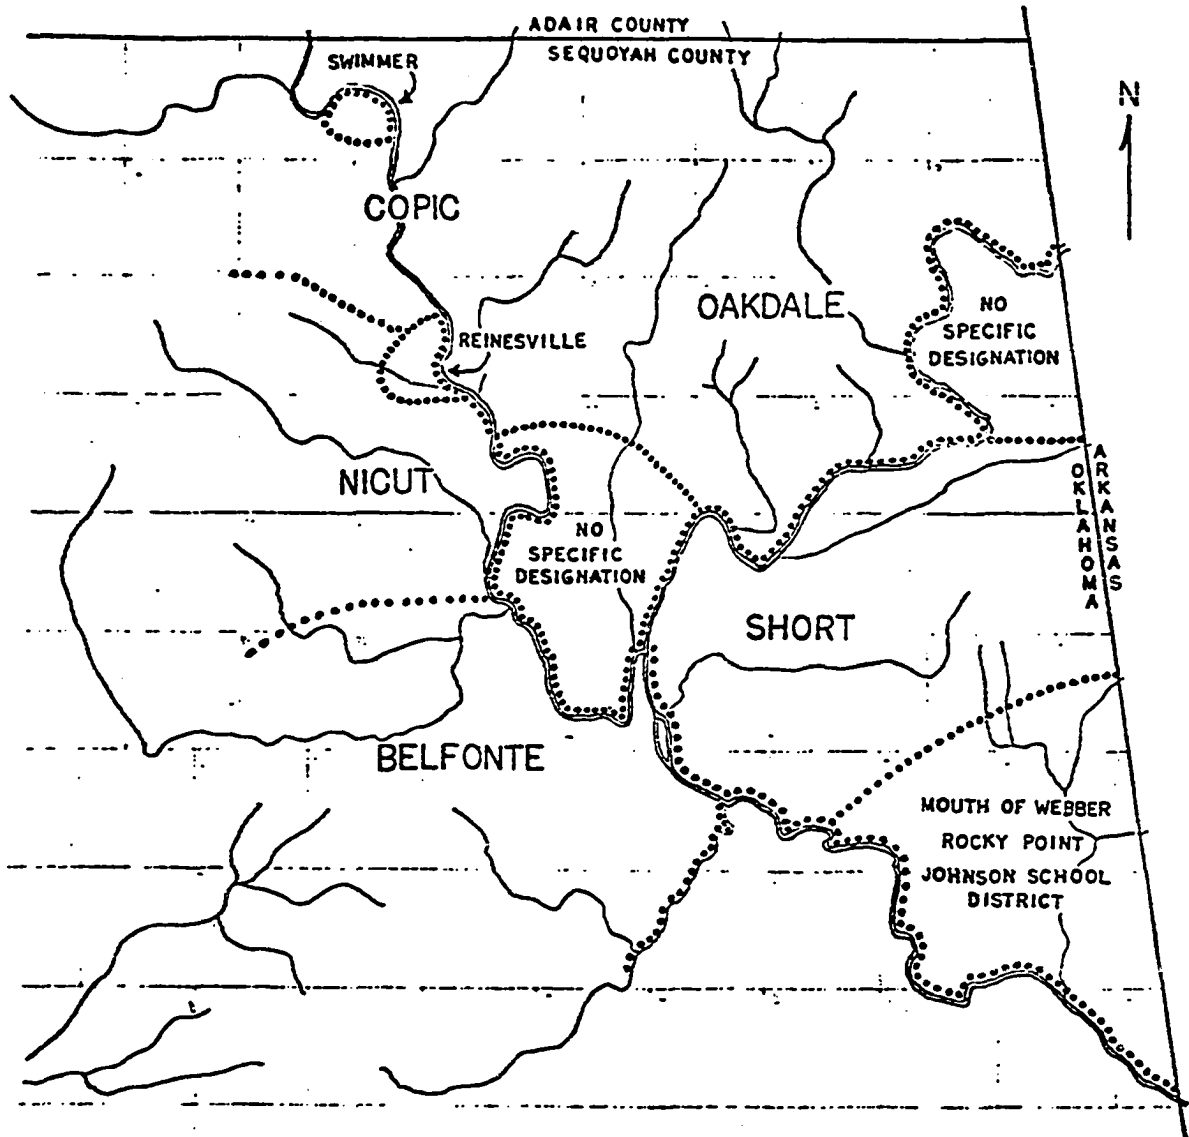 ADAIR COUNTY
SEQUOYAH COUNTY
SWIMMER
N
COPIC
OAKDALE
NO
SPECIFIC
DESIGNATION
REINESVILLE
NICUT
ARKANSAS
OKLAHOMA
NO
SPECIFIC
DESIGNATION
SHORT
BELFONTE
MOUTH OF WEBBER
ROCKY POINT
JOHNSON SCHOOL
DISTRICT